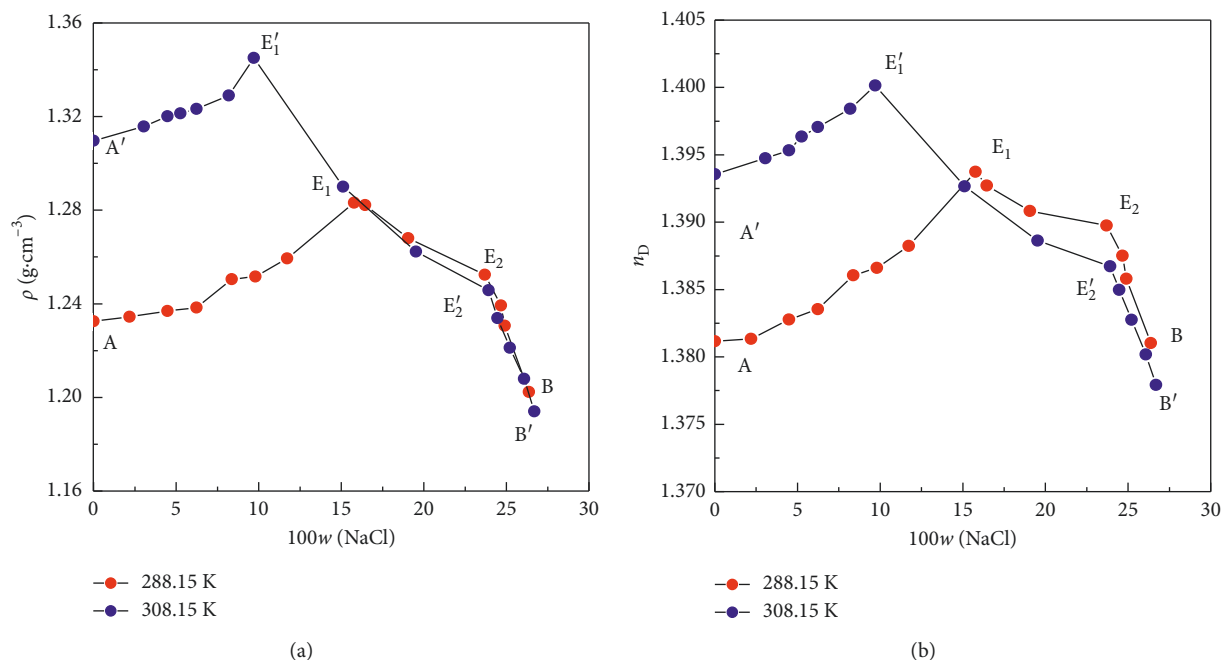 1.36
1.32
1.28
1.24
1.20
1.16
ρ (g·cm⁻³)
E₁′
A′
E₁
E₂
E₂′
A
B
B′
0 5 10 15 20 25 30
100w (NaCl)
288.15 K
308.15 K
(a)
1.405
1.400
1.395
1.390
1.385
1.380
1.375
1.370
n_D
E₁′
E₁
E₂
A′
E₂′
A
B
B′
0 5 10 15 20 25 30
100w (NaCl)
288.15 K
308.15 K
(b)